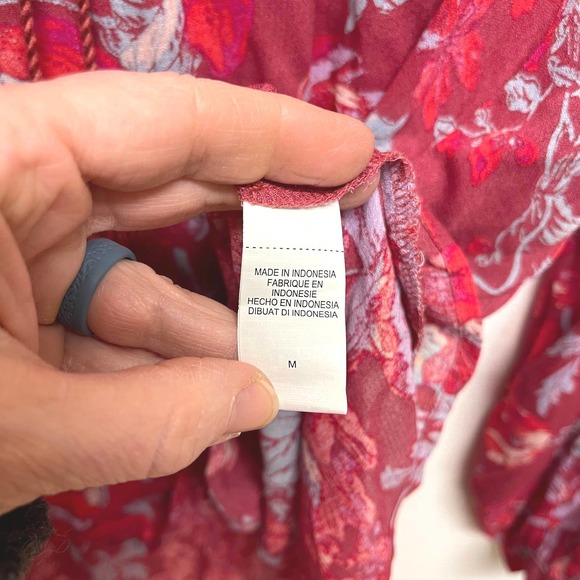 MADE IN INDONESIA
FABRIQUE EN
INDONESIE
HECHO EN INDONESIA
DIBUAT DI INDONESIA
M